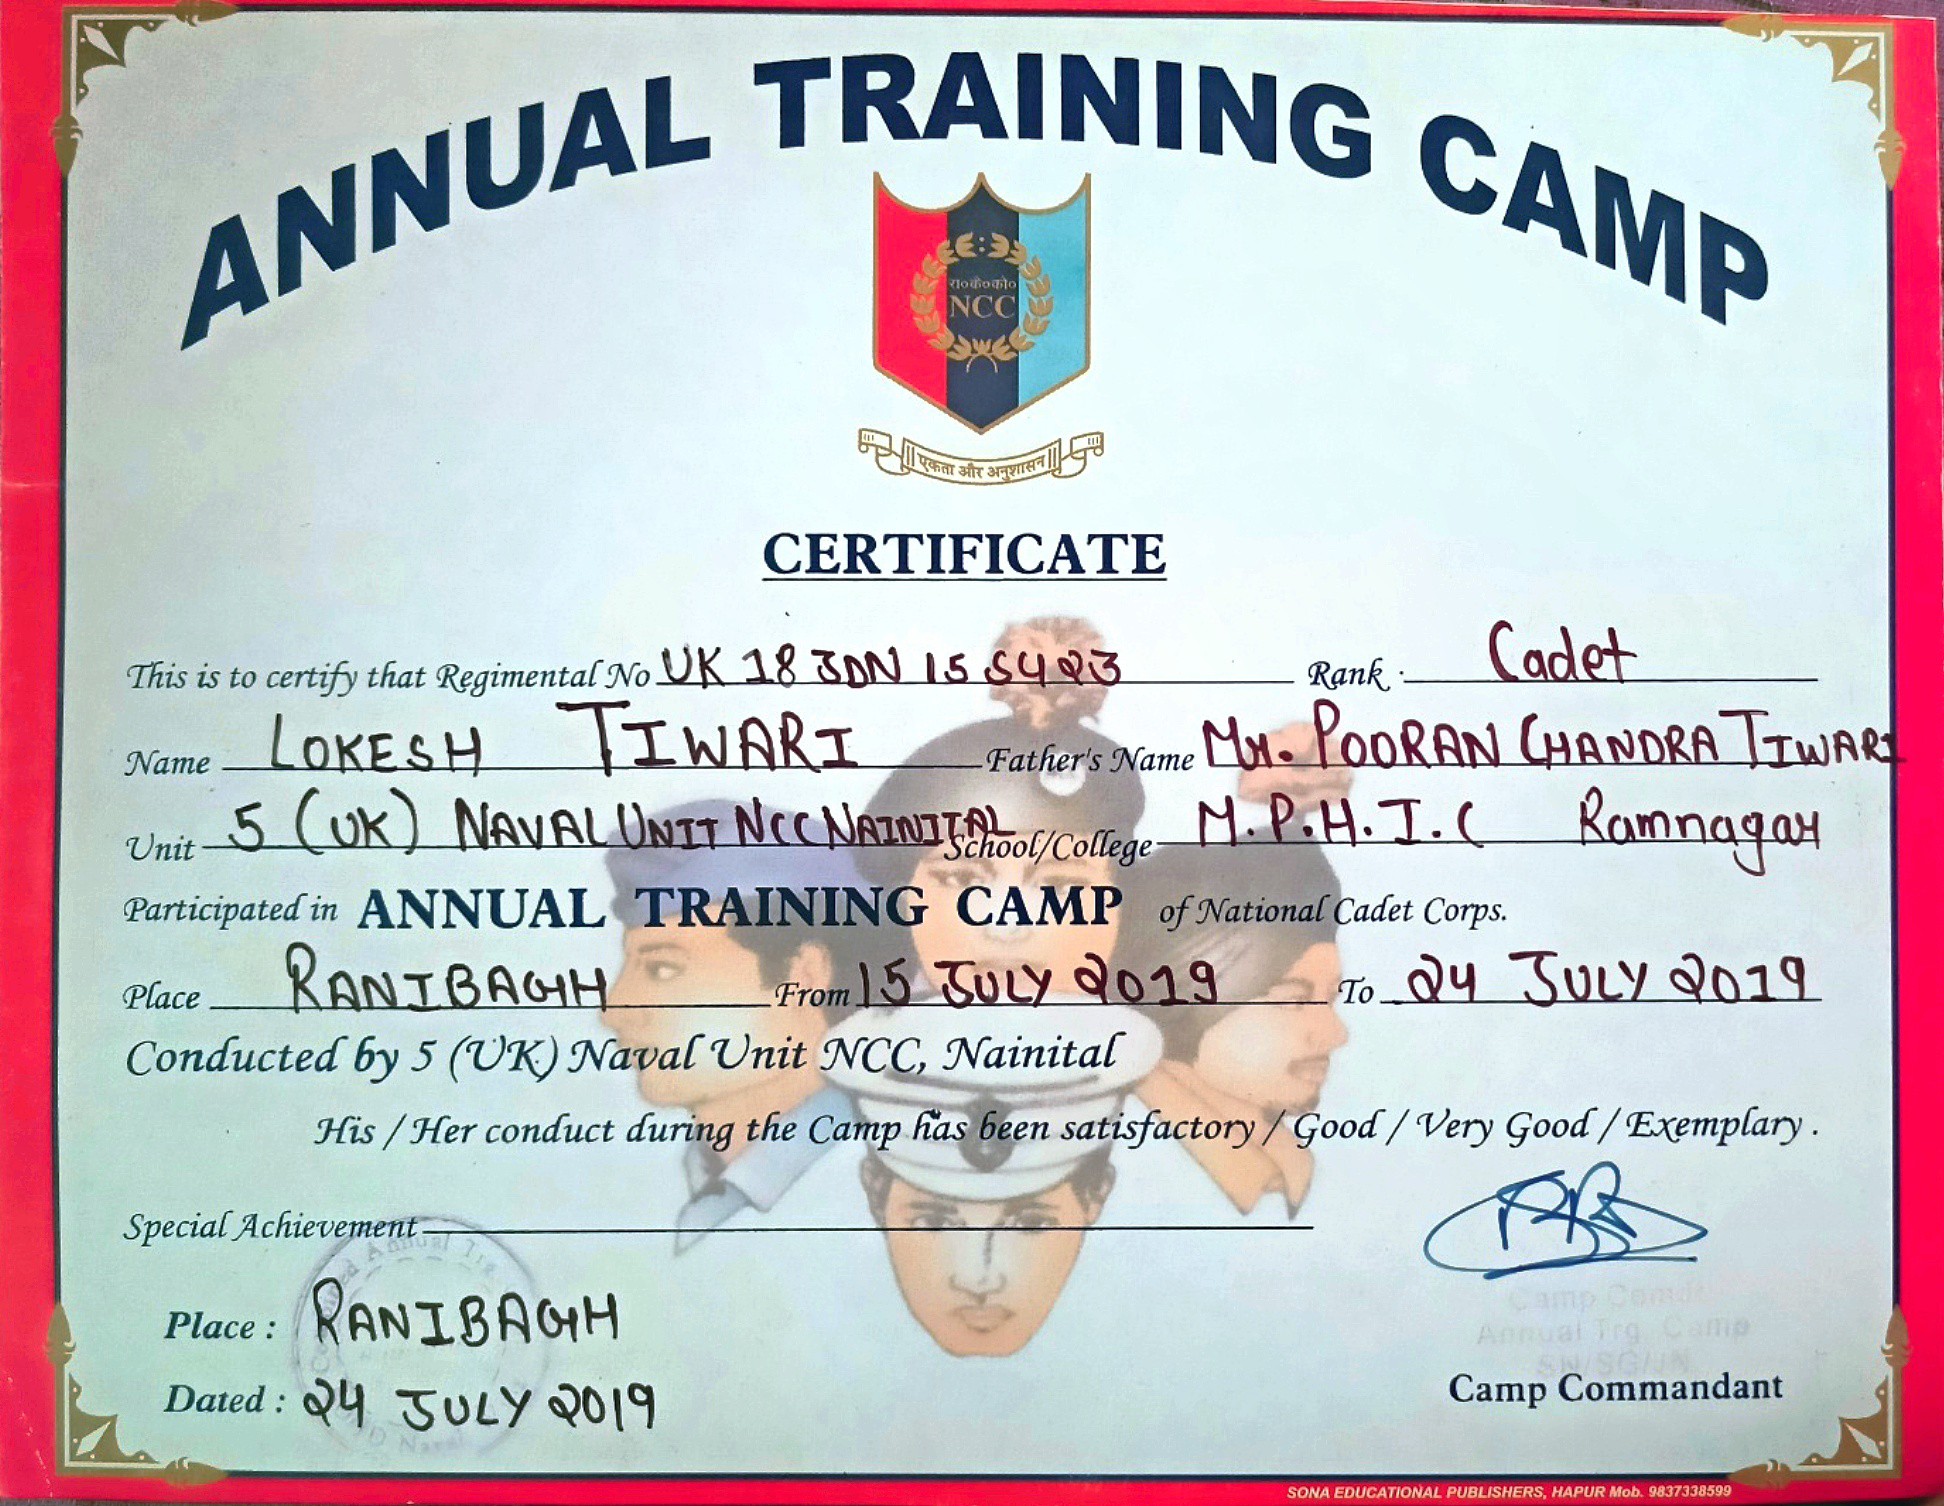 ANNUAL TRAINING CAMP
रा०कै०को०
NCC
एकता और अनुशासन
CERTIFICATE
This is to certify that Regimental No UK 18 JDN 15 5423 Rank : Cadet
Name LOKESH TIWARI Father's Name Mr. POORAN CHANDRA TIWARI
Unit 5 (UK) NAVAL UNIT NCC NAINITAL School/College M.P.H.I.C Ramnagar
Participated in ANNUAL TRAINING CAMP of National Cadet Corps.
Place RANIBAGH From 15 JULY 2019 To 24 JULY 2019
Conducted by 5 (UK) Naval Unit NCC, Nainital
His / Her conduct during the Camp has been satisfactory / Good / Very Good / Exemplary .
Special Achievement
Annual Trg
Place : RANIBAGH
Dated : 24 JULY 2019
Naval
Camp Comdt
Annual Trg Camp
SW/SG/JN
Camp Commandant
SONA EDUCATIONAL PUBLISHERS, HAPUR Mob. 9837338599